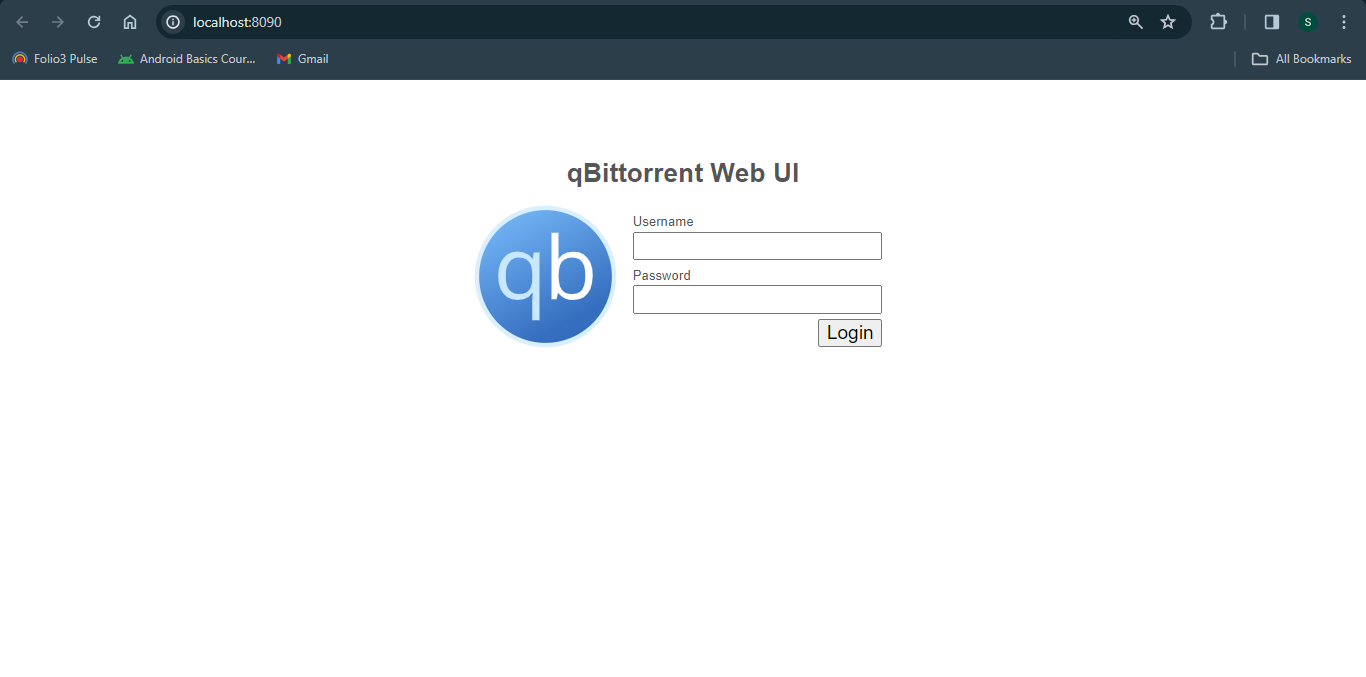 localhost:8090
S
Folio3 Pulse
Android Basics Cour...
Gmail
All Bookmarks
qBittorrent Web UI
qb
Username
Password
Login